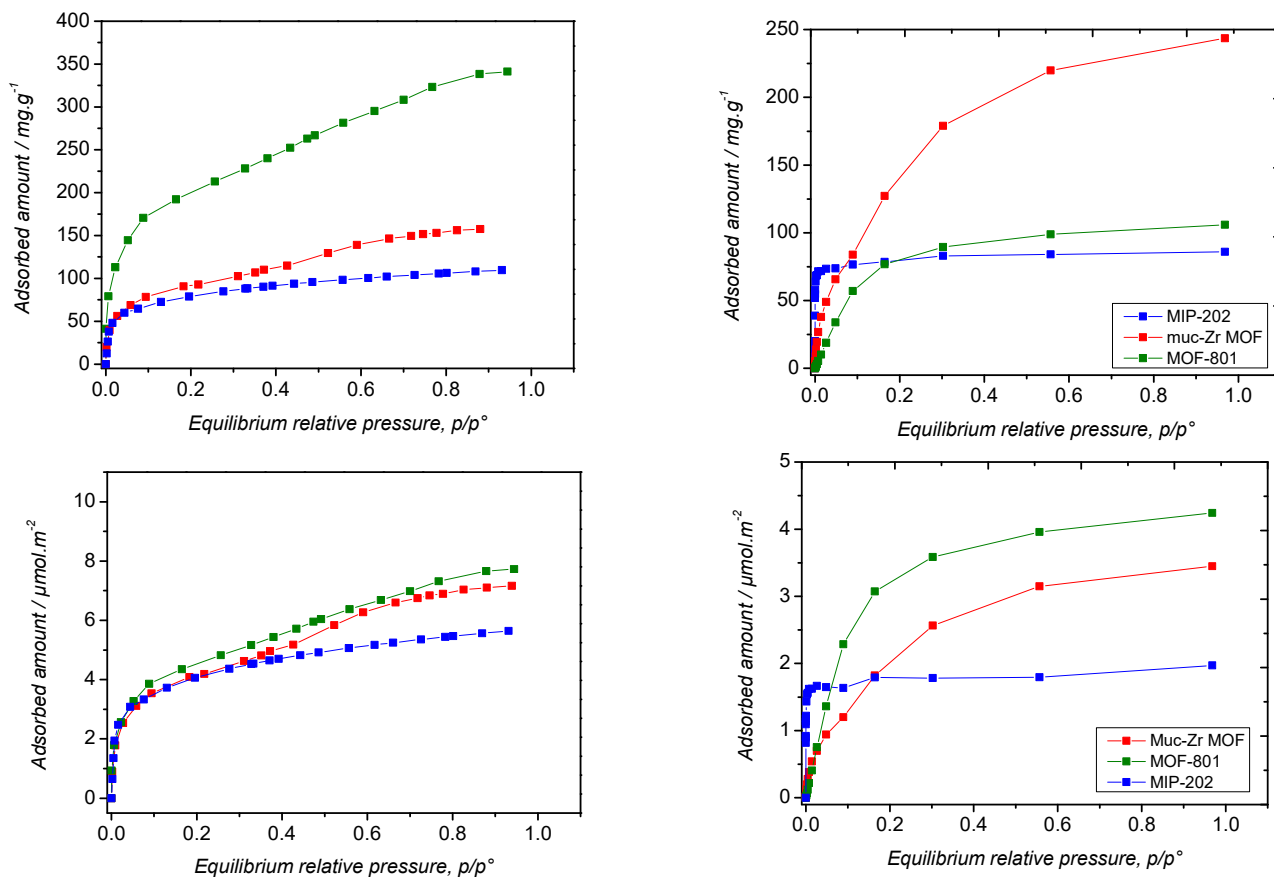 400
350
300
250
200
150
100
50
0
Adsorbed amount / mg.g⁻¹
0.0 0.2 0.4 0.6 0.8 1.0
Equilibrium relative pressure, p/p°
250
200
150
100
50
0
Adsorbed amount / mg.g⁻¹
MIP-202
muc-Zr MOF
MOF-801
0.0 0.2 0.4 0.6 0.8 1.0
Equilibrium relative pressure, p/p°
10
8
6
4
2
0
Adsorbed amount / µmol.m⁻²
0.0 0.2 0.4 0.6 0.8 1.0
Equilibrium relative pressure, p/p°
5
4
3
2
1
0
Adsorbed amount / µmol.m⁻²
Muc-Zr MOF
MOF-801
MIP-202
0.0 0.2 0.4 0.6 0.8 1.0
Equilibrium relative pressure, p/p°